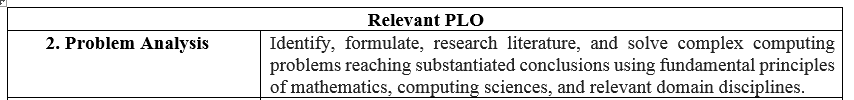 Relevant PLO
2. Problem Analysis
Identify, formulate, research literature, and solve complex computing
problems reaching substantiated conclusions using fundamental principles
of mathematics, computing sciences, and relevant domain disciplines.